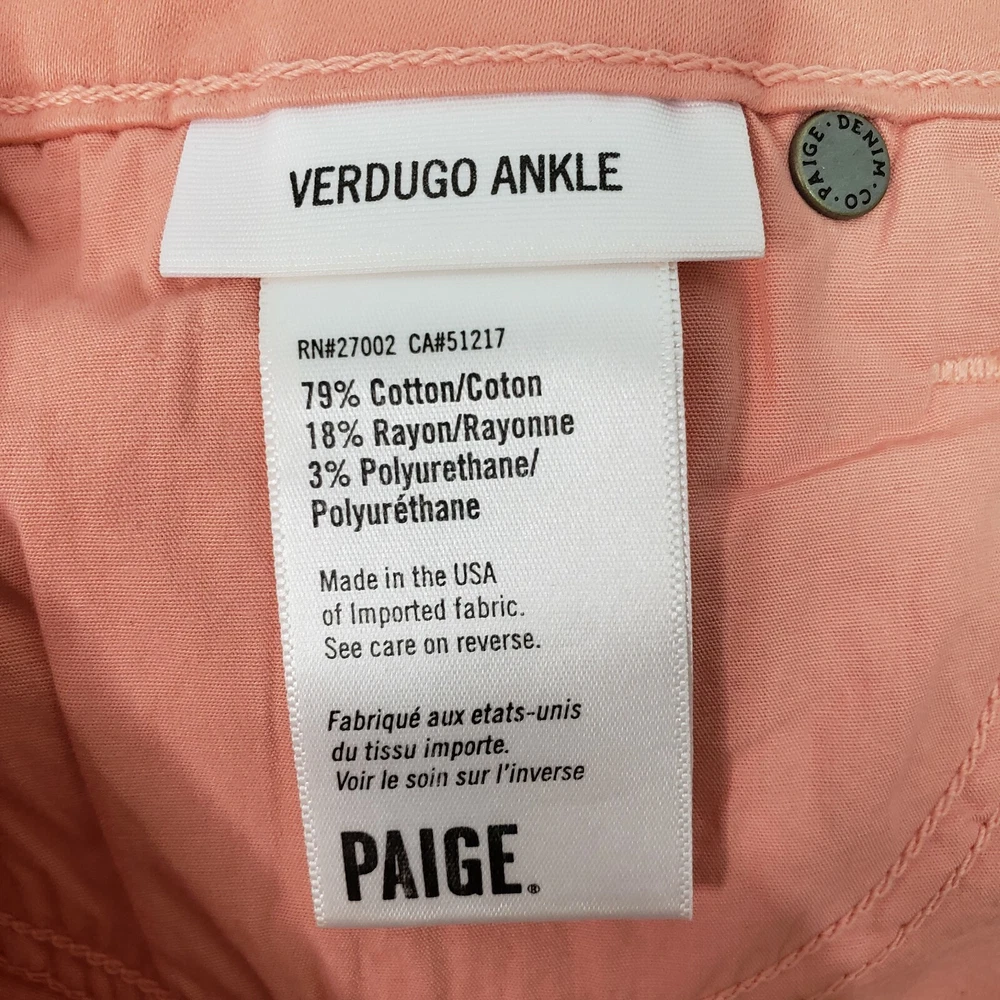 VERDUGO ANKLE
PAIGE · DENIM · CO ·
RN#27002 CA#51217
79% Cotton/Coton
18% Rayon/Rayonne
3% Polyurethane/
Polyuréthane
Made in the USA
of Imported fabric.
See care on reverse.
Fabriqué aux etats-unis
du tissu importe.
Voir le soin sur l'inverse
PAIGE®